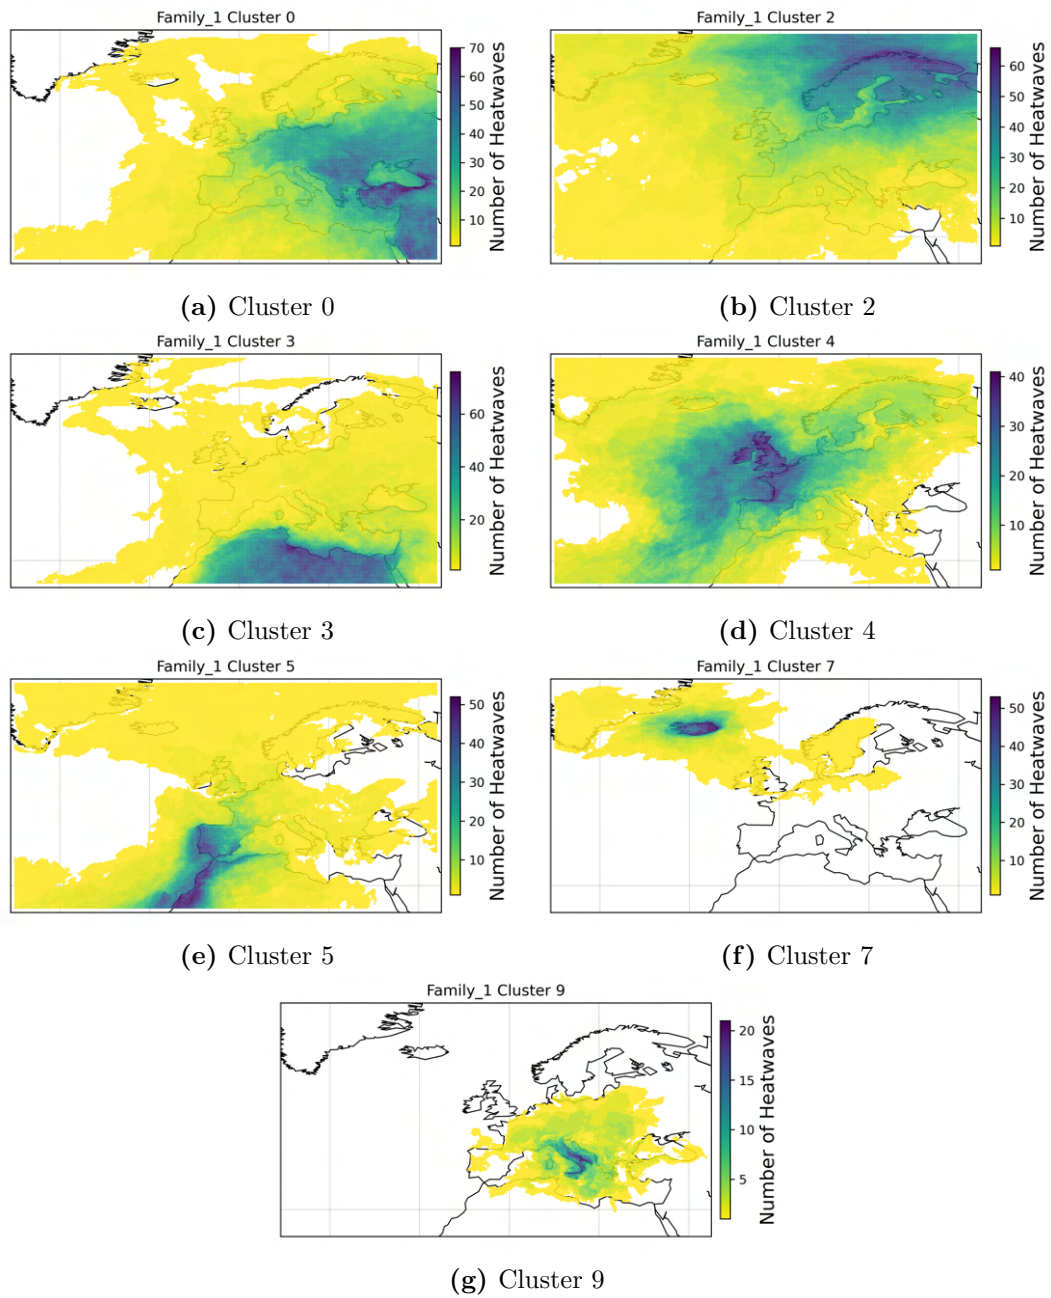 Family_1 Cluster 0
70
60
50
40
30
20
10
Number of Heatwaves
(a) Cluster 0
Family_1 Cluster 2
60
50
40
30
20
10
Number of Heatwaves
(b) Cluster 2
Family_1 Cluster 3
60
40
20
Number of Heatwaves
(c) Cluster 3
Family_1 Cluster 4
40
30
20
10
Number of Heatwaves
(d) Cluster 4
Family_1 Cluster 5
50
40
30
20
10
Number of Heatwaves
(e) Cluster 5
Family_1 Cluster 7
50
40
30
20
10
Number of Heatwaves
(f) Cluster 7
Family_1 Cluster 9
20
15
10
5
Number of Heatwaves
(g) Cluster 9